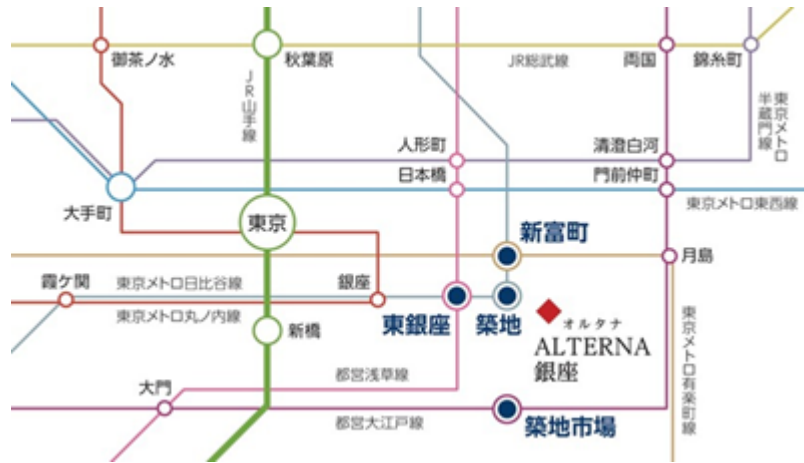 御茶ノ水
秋葉原
JR総武線
両国
錦糸町
JR山手線
東京メトロ
半蔵門線
人形町
清澄白河
日本橋
門前仲町
大手町
東京メトロ東西線
東京
新富町
月島
霞ケ関
東京メトロ日比谷線
銀座
東京メトロ丸ノ内線
東銀座
築地
オルタナ
ALTERNA
銀座
新橋
東京メトロ有楽町線
都営浅草線
大門
都営大江戸線
築地市場